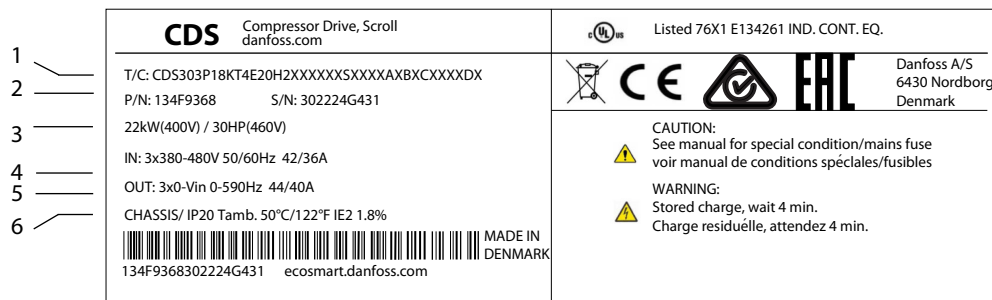 CDS Compressor Drive, Scroll
danfoss.com
1
T/C: CDS303P18KT4E20H2XXXXXXSXXXXAXBXCXXXXDX
2
P/N: 134F9368 S/N: 302224G431
3
22kW(400V) / 30HP(460V)
IN: 3x380-480V 50/60Hz 42/36A
4
5
OUT: 3x0-Vin 0-590Hz 44/40A
6
CHASSIS/ IP20 Tamb. 50°C/122°F IE2 1.8%
MADE IN
DENMARK
134F9368302224G431 ecosmart.danfoss.com
c UL us Listed 76X1 E134261 IND. CONT. EQ.
CE EAC
Danfoss A/S
6430 Nordborg
Denmark
CAUTION:
See manual for special condition/mains fuse
voir manual de conditions spéclales/fusibles
WARNING:
Stored charge, wait 4 min.
Charge residuélle, attendez 4 min.